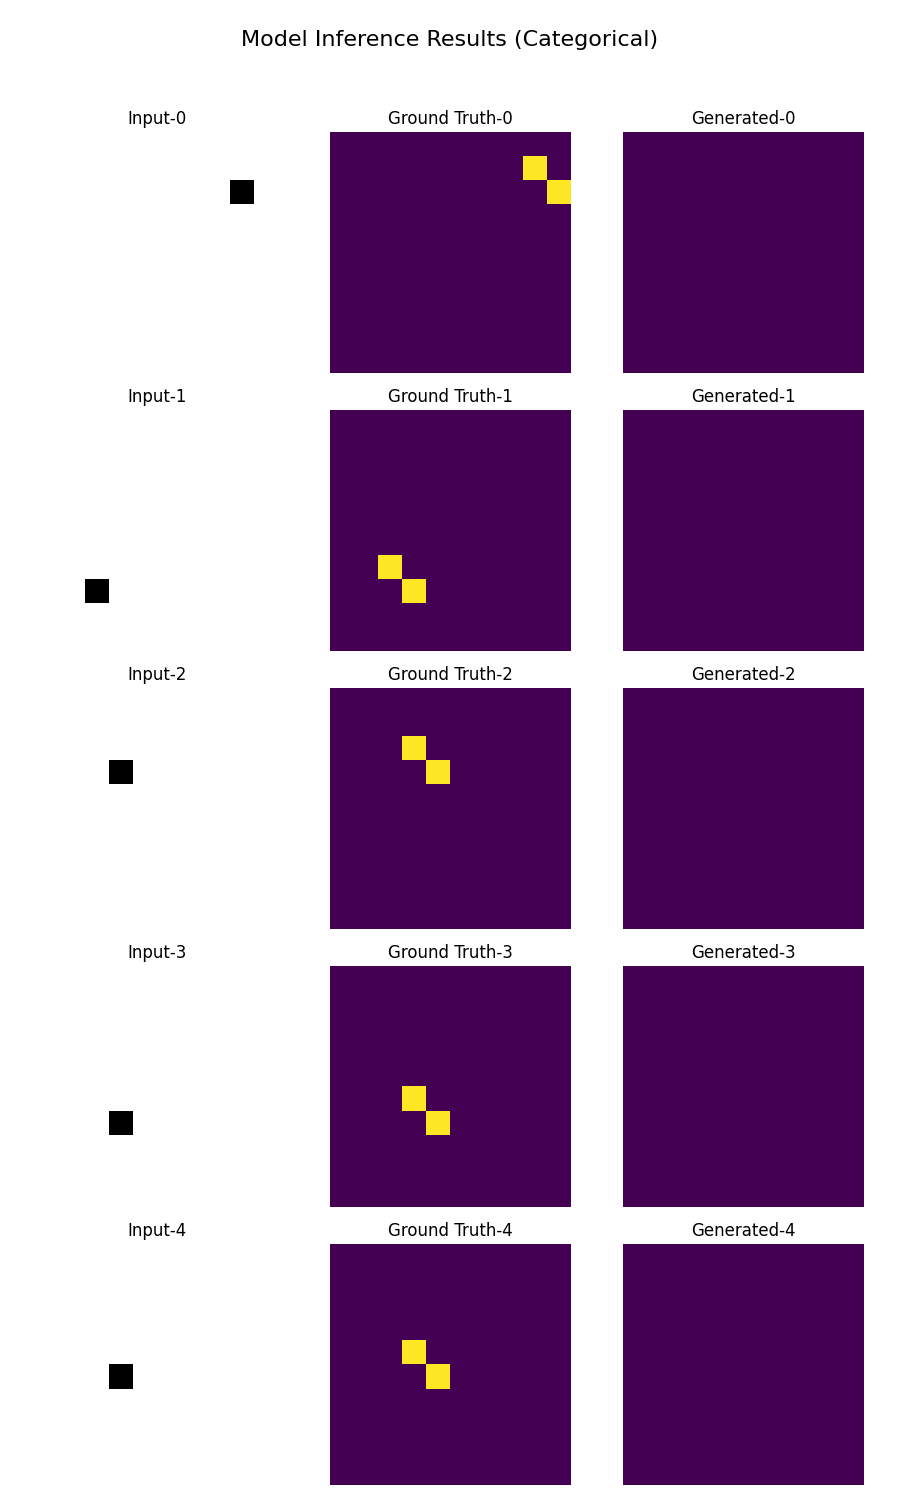 Model Inference Results (Categorical)
Input-0 Ground Truth-0 Generated-0
Input-1 Ground Truth-1 Generated-1
Input-2 Ground Truth-2 Generated-2
Input-3 Ground Truth-3 Generated-3
Input-4 Ground Truth-4 Generated-4